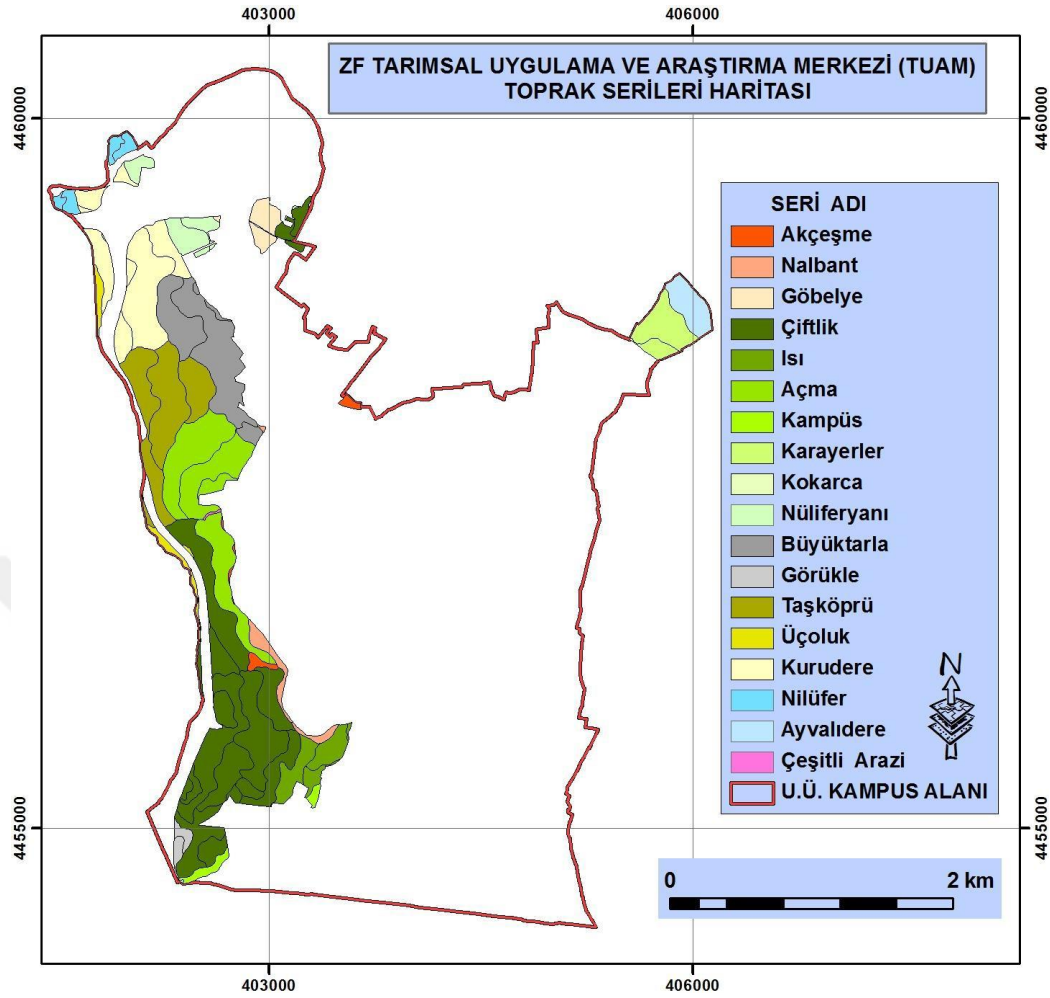 403000
406000
ZF TARIMSAL UYGULAMA VE ARAŞTIRMA MERKEZİ (TUAM)
TOPRAK SERİLERİ HARİTASI
4460000
4460000
SERİ ADI
Akçeşme
Nalbant
Göbelye
Çiftlik
Isı
Açma
Kampüs
Karayerler
Kokarca
Nüliferyanı
Büyüktarla
Görükle
Taşköprü
Üçoluk
Kurudere
Nilüfer
Ayvalıdere
Çeşitli Arazi
U.Ü. KAMPUS ALANI
N
4455000
4455000
0
2 km
403000
406000